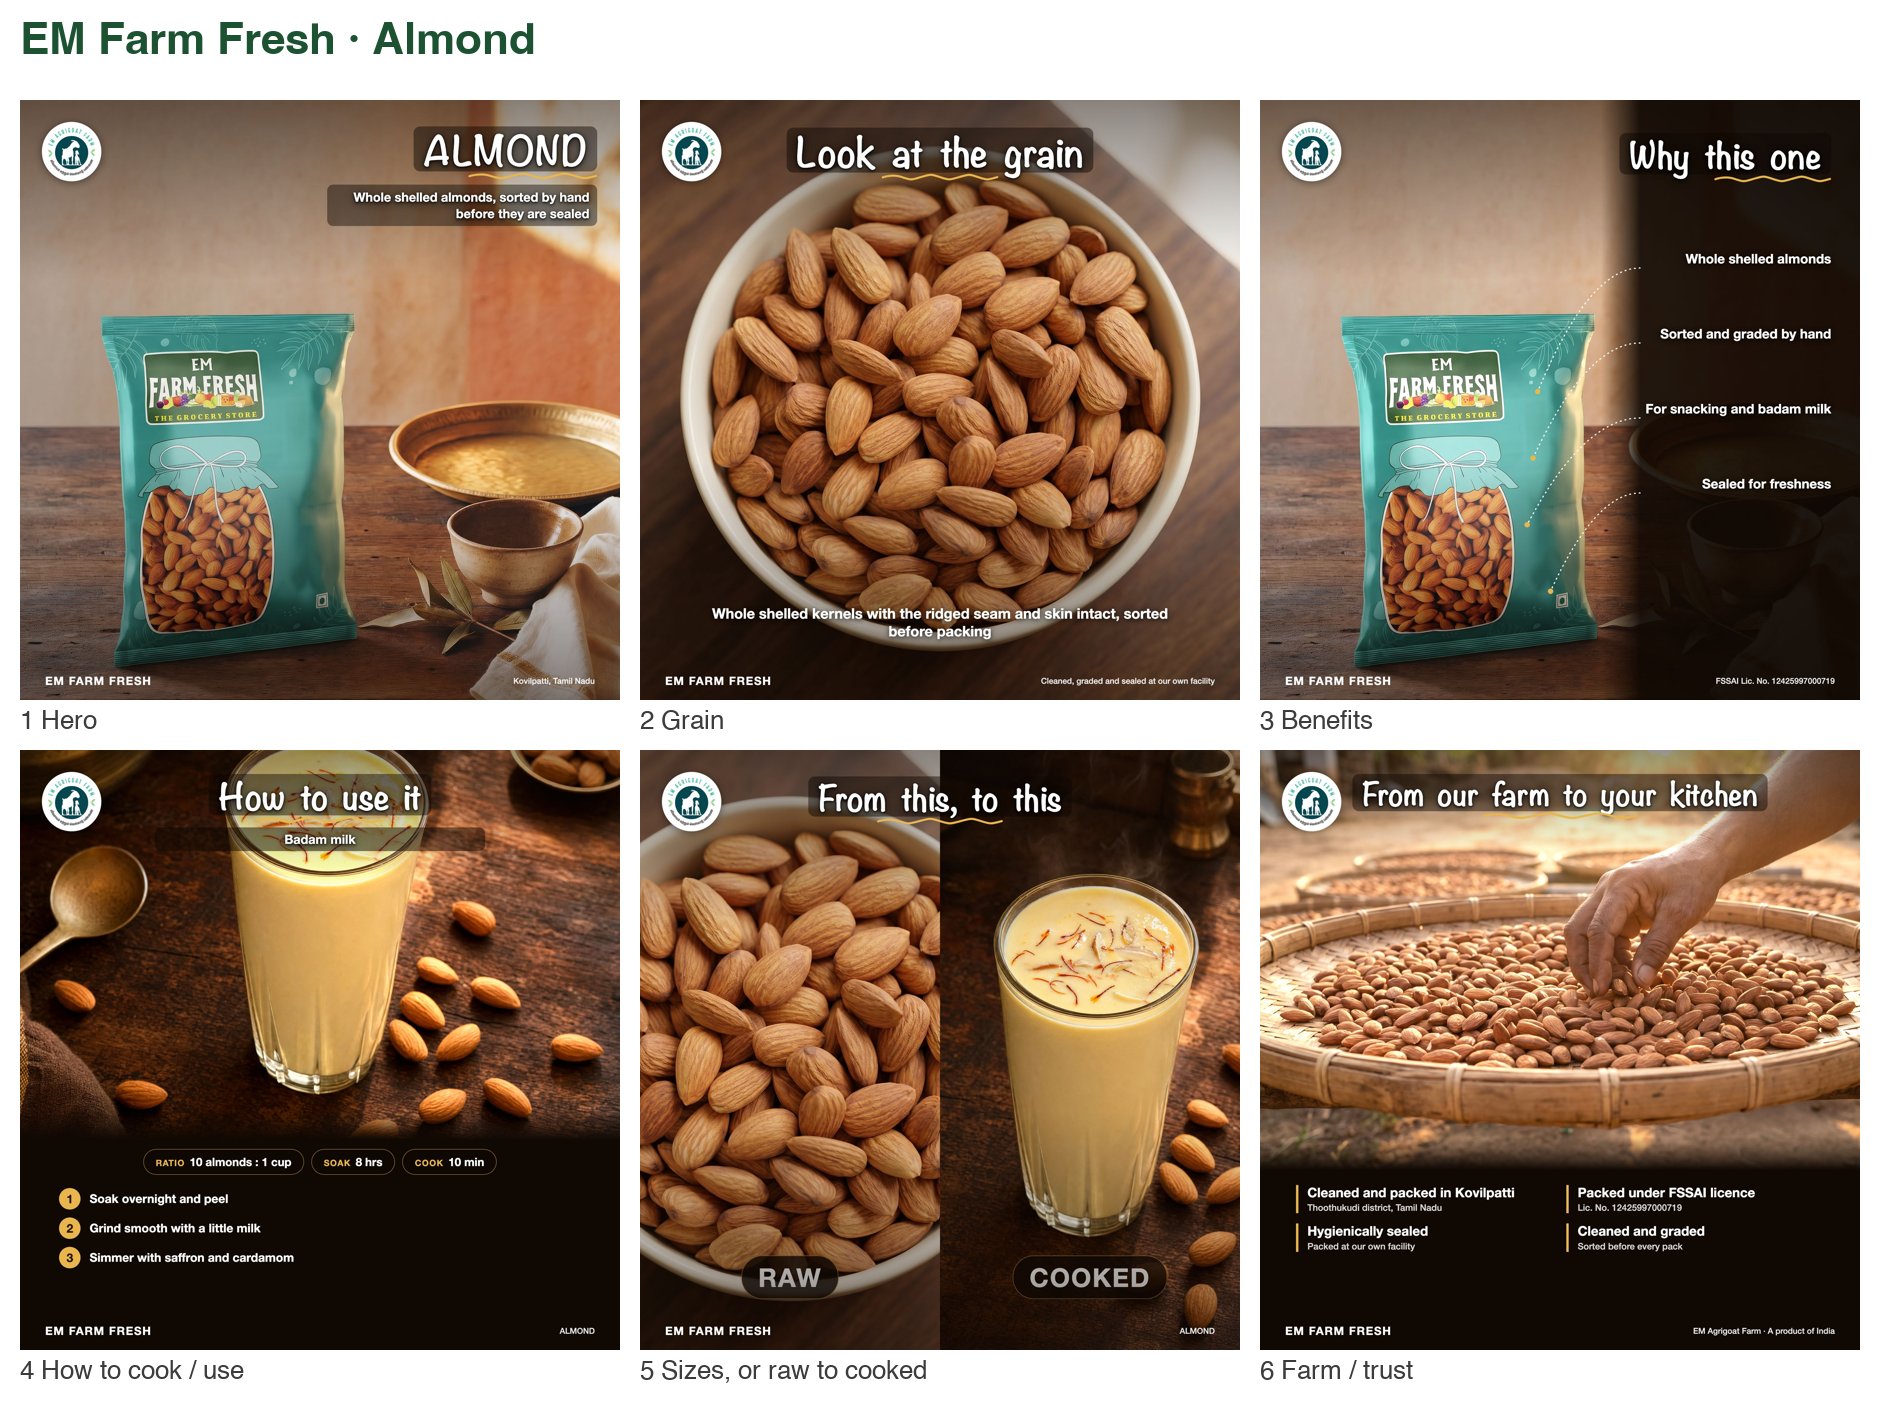 EM Farm Fresh · Almond
ALMOND
Whole shelled almonds, sorted by hand
before they are sealed
EM
FARM FRESH
THE GROCERY STORE
EM FARM FRESH
Kovilpatti, Tamil Nadu
1 Hero
Look at the grain
Whole shelled kernels with the ridged seam and skin intact, sorted
before packing
EM FARM FRESH
Cleaned, graded and sealed at our own facility
2 Grain
Why this one
Whole shelled almonds
Sorted and graded by hand
For snacking and badam milk
Sealed for freshness
EM
FARM FRESH
THE GROCERY STORE
EM FARM FRESH
FSSAI Lic. No. 12425997000719
3 Benefits
How to use it
Badam milk
RATIO 10 almonds : 1 cup
SOAK 8 hrs
COOK 10 min
1 Soak overnight and peel
2 Grind smooth with a little milk
3 Simmer with saffron and cardamom
EM FARM FRESH
ALMOND
4 How to cook / use
From this, to this
RAW
COOKED
EM FARM FRESH
ALMOND
5 Sizes, or raw to cooked
From our farm to your kitchen
Cleaned and packed in Kovilpatti
Thoothukudi district, Tamil Nadu
Packed under FSSAI licence
Lic. No. 12425997000719
Hygienically sealed
Packed at our own facility
Cleaned and graded
Sorted before every pack
EM FARM FRESH
EM Agrigoat Farm · A product of India
6 Farm / trust